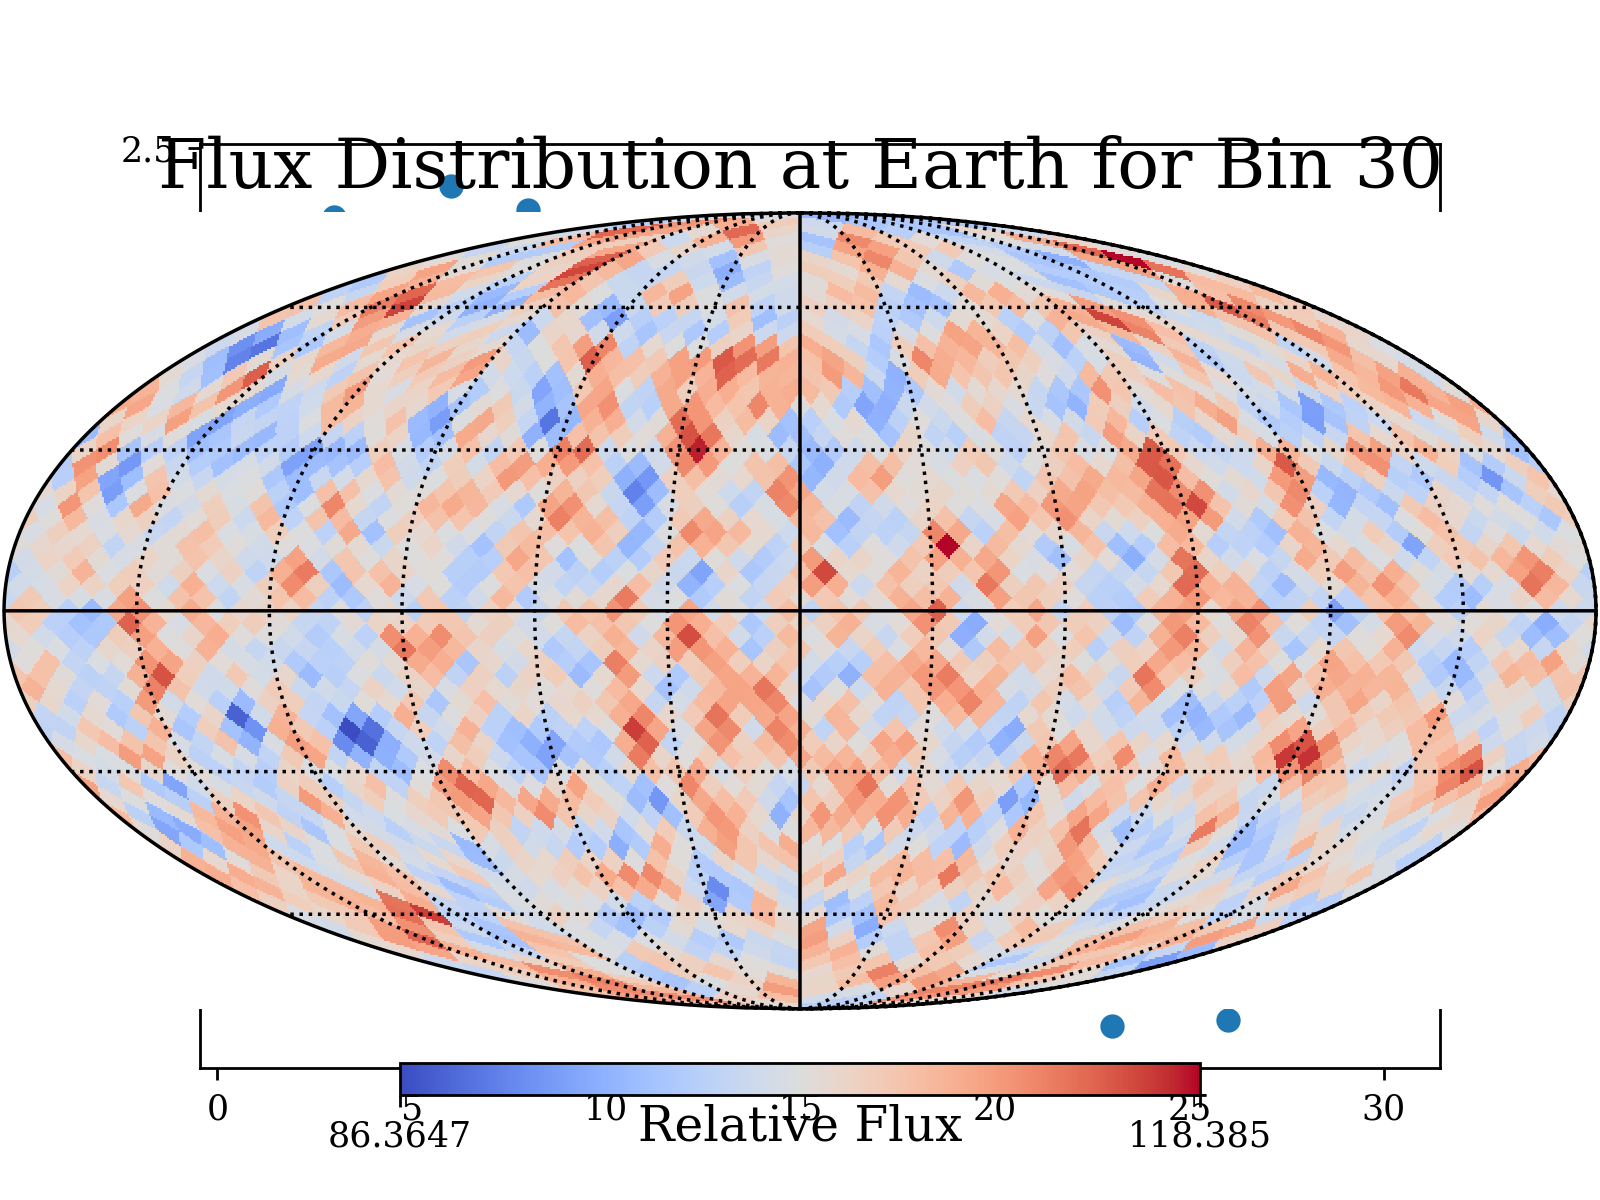 2.5
Flux Distribution at Earth for Bin 30
0 5 10 15 20 25 30
Relative Flux
86.3647 118.385